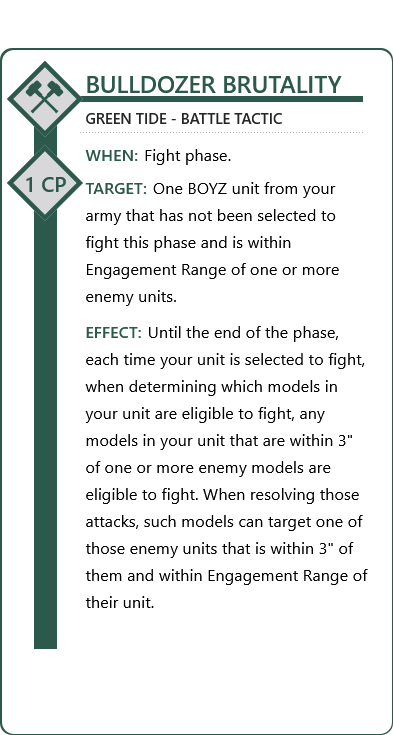 BULLDOZER BRUTALITY
GREEN TIDE - BATTLE TACTIC
WHEN: Fight phase.
1 CP
TARGET: One BOYZ unit from your
army that has not been selected to
fight this phase and is within
Engagement Range of one or more
enemy units.
EFFECT: Until the end of the phase,
each time your unit is selected to fight,
when determining which models in
your unit are eligible to fight, any
models in your unit that are within 3"
of one or more enemy models are
eligible to fight. When resolving those
attacks, such models can target one of
those enemy units that is within 3" of
them and within Engagement Range of
their unit.